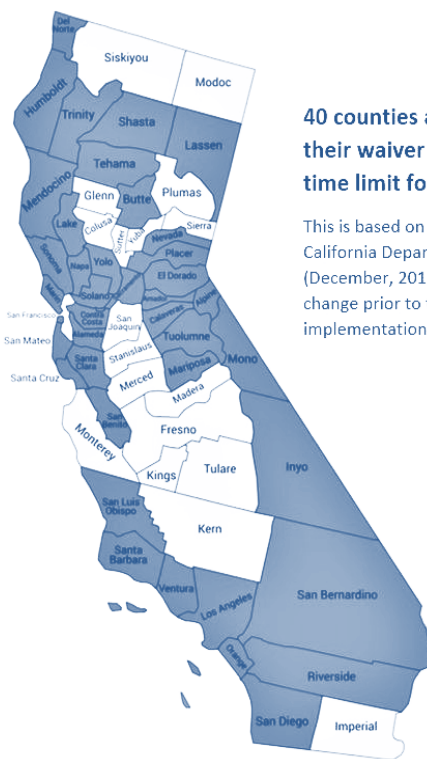 Del
Norte
Siskiyou
Modoc
Humboldt
Trinity
Shasta
Lassen
Tehama
Mendocino
Glenn
Butte
Plumas
Lake
Colusa
Sutter
Yuba
Sierra
Nevada
Placer
Sonoma
Napa
Yolo
El Dorado
Solano
Amador
Alpine
Marin
Calaveras
San Francisco
Contra
Costa
San
Joaquin
Tuolumne
Mono
Alameda
San Mateo
Santa
Clara
Stanislaus
Mariposa
Santa Cruz
Merced
Madera
San
Benito
Fresno
Monterey
Inyo
Kings
Tulare
San Luis
Obispo
Kern
Santa
Barbara
Ventura
Los Angeles
San Bernardino
Orange
Riverside
San Diego
Imperial
40 counties a
their waiver
time limit fo
This is based on
California Depar
(December, 201
change prior to
implementation